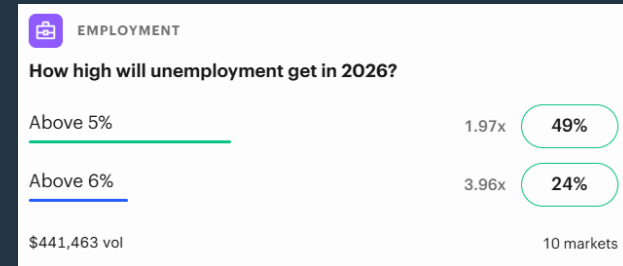 EMPLOYMENT
How high will unemployment get in 2026?
Above 5% 1.97x 49%
Above 6% 3.96x 24%
$441,463 vol 10 markets